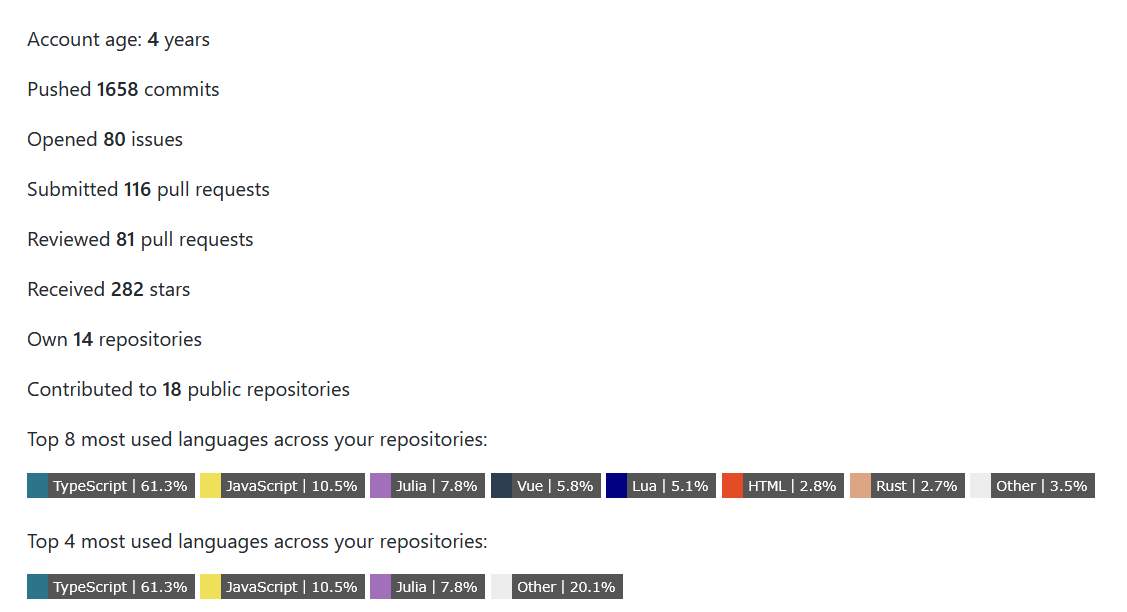 Account age: 4 years
Pushed 1658 commits
Opened 80 issues
Submitted 116 pull requests
Reviewed 81 pull requests
Received 282 stars
Own 14 repositories
Contributed to 18 public repositories
Top 8 most used languages across your repositories:
TypeScript | 61.3% JavaScript | 10.5% Julia | 7.8% Vue | 5.8% Lua | 5.1% HTML | 2.8% Rust | 2.7% Other | 3.5%
Top 4 most used languages across your repositories:
TypeScript | 61.3% JavaScript | 10.5% Julia | 7.8% Other | 20.1%